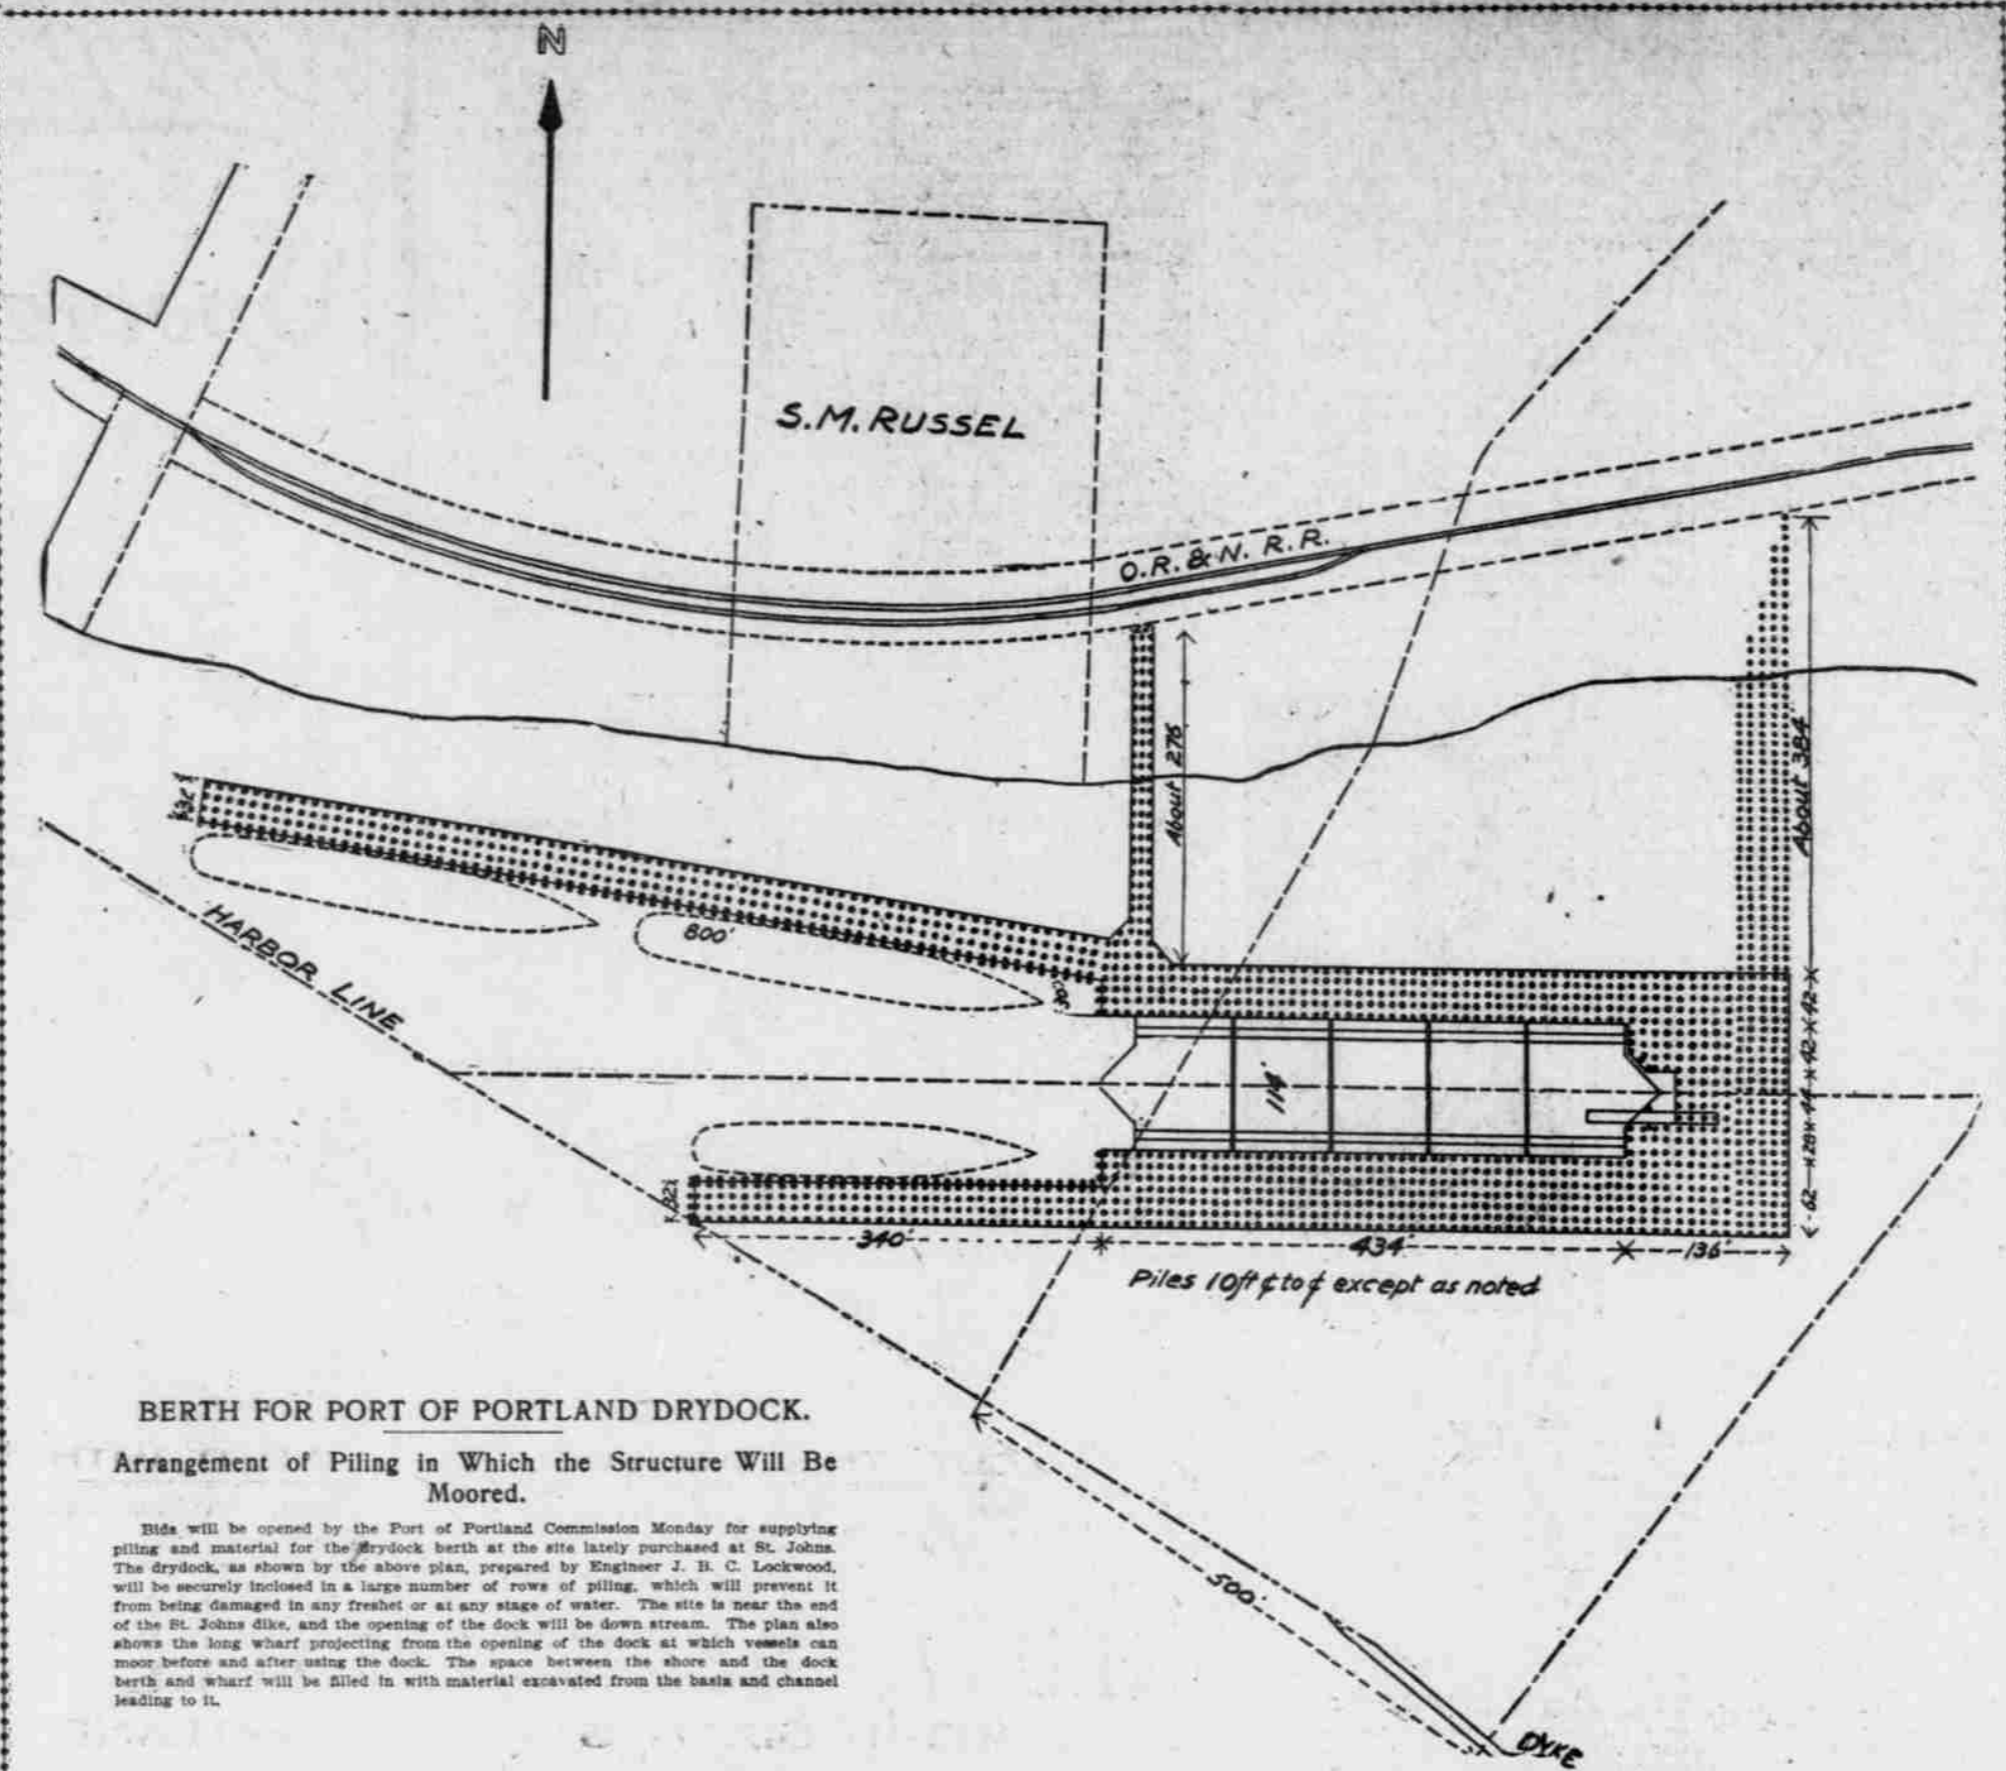 N
S.M. RUSSEL
O.R. & N. R.R.
About 276
About 384'
32'
HARBOR LINE
800'
30'
114'
62 28 44 42 42
32'
340' 434' 136'
Piles 10ft ¢ to ¢ except as noted
500'
DYKE
BERTH FOR PORT OF PORTLAND DRYDOCK.
Arrangement of Piling in Which the Structure Will Be
Moored.
Bids will be opened by the Port of Portland Commission Monday for supplying
piling and material for the drydock berth at the site lately purchased at St. Johns.
The drydock, as shown by the above plan, prepared by Engineer J. B. C. Lockwood,
will be securely inclosed in a large number of rows of piling, which will prevent it
from being damaged in any freshet or at any stage of water. The site is near the end
of the St. Johns dike, and the opening of the dock will be down stream. The plan also
shows the long wharf projecting from the opening of the dock at which vessels can
moor before and after using the dock. The space between the shore and the dock
berth and wharf will be filled in with material excavated from the basin and channel
leading to it.